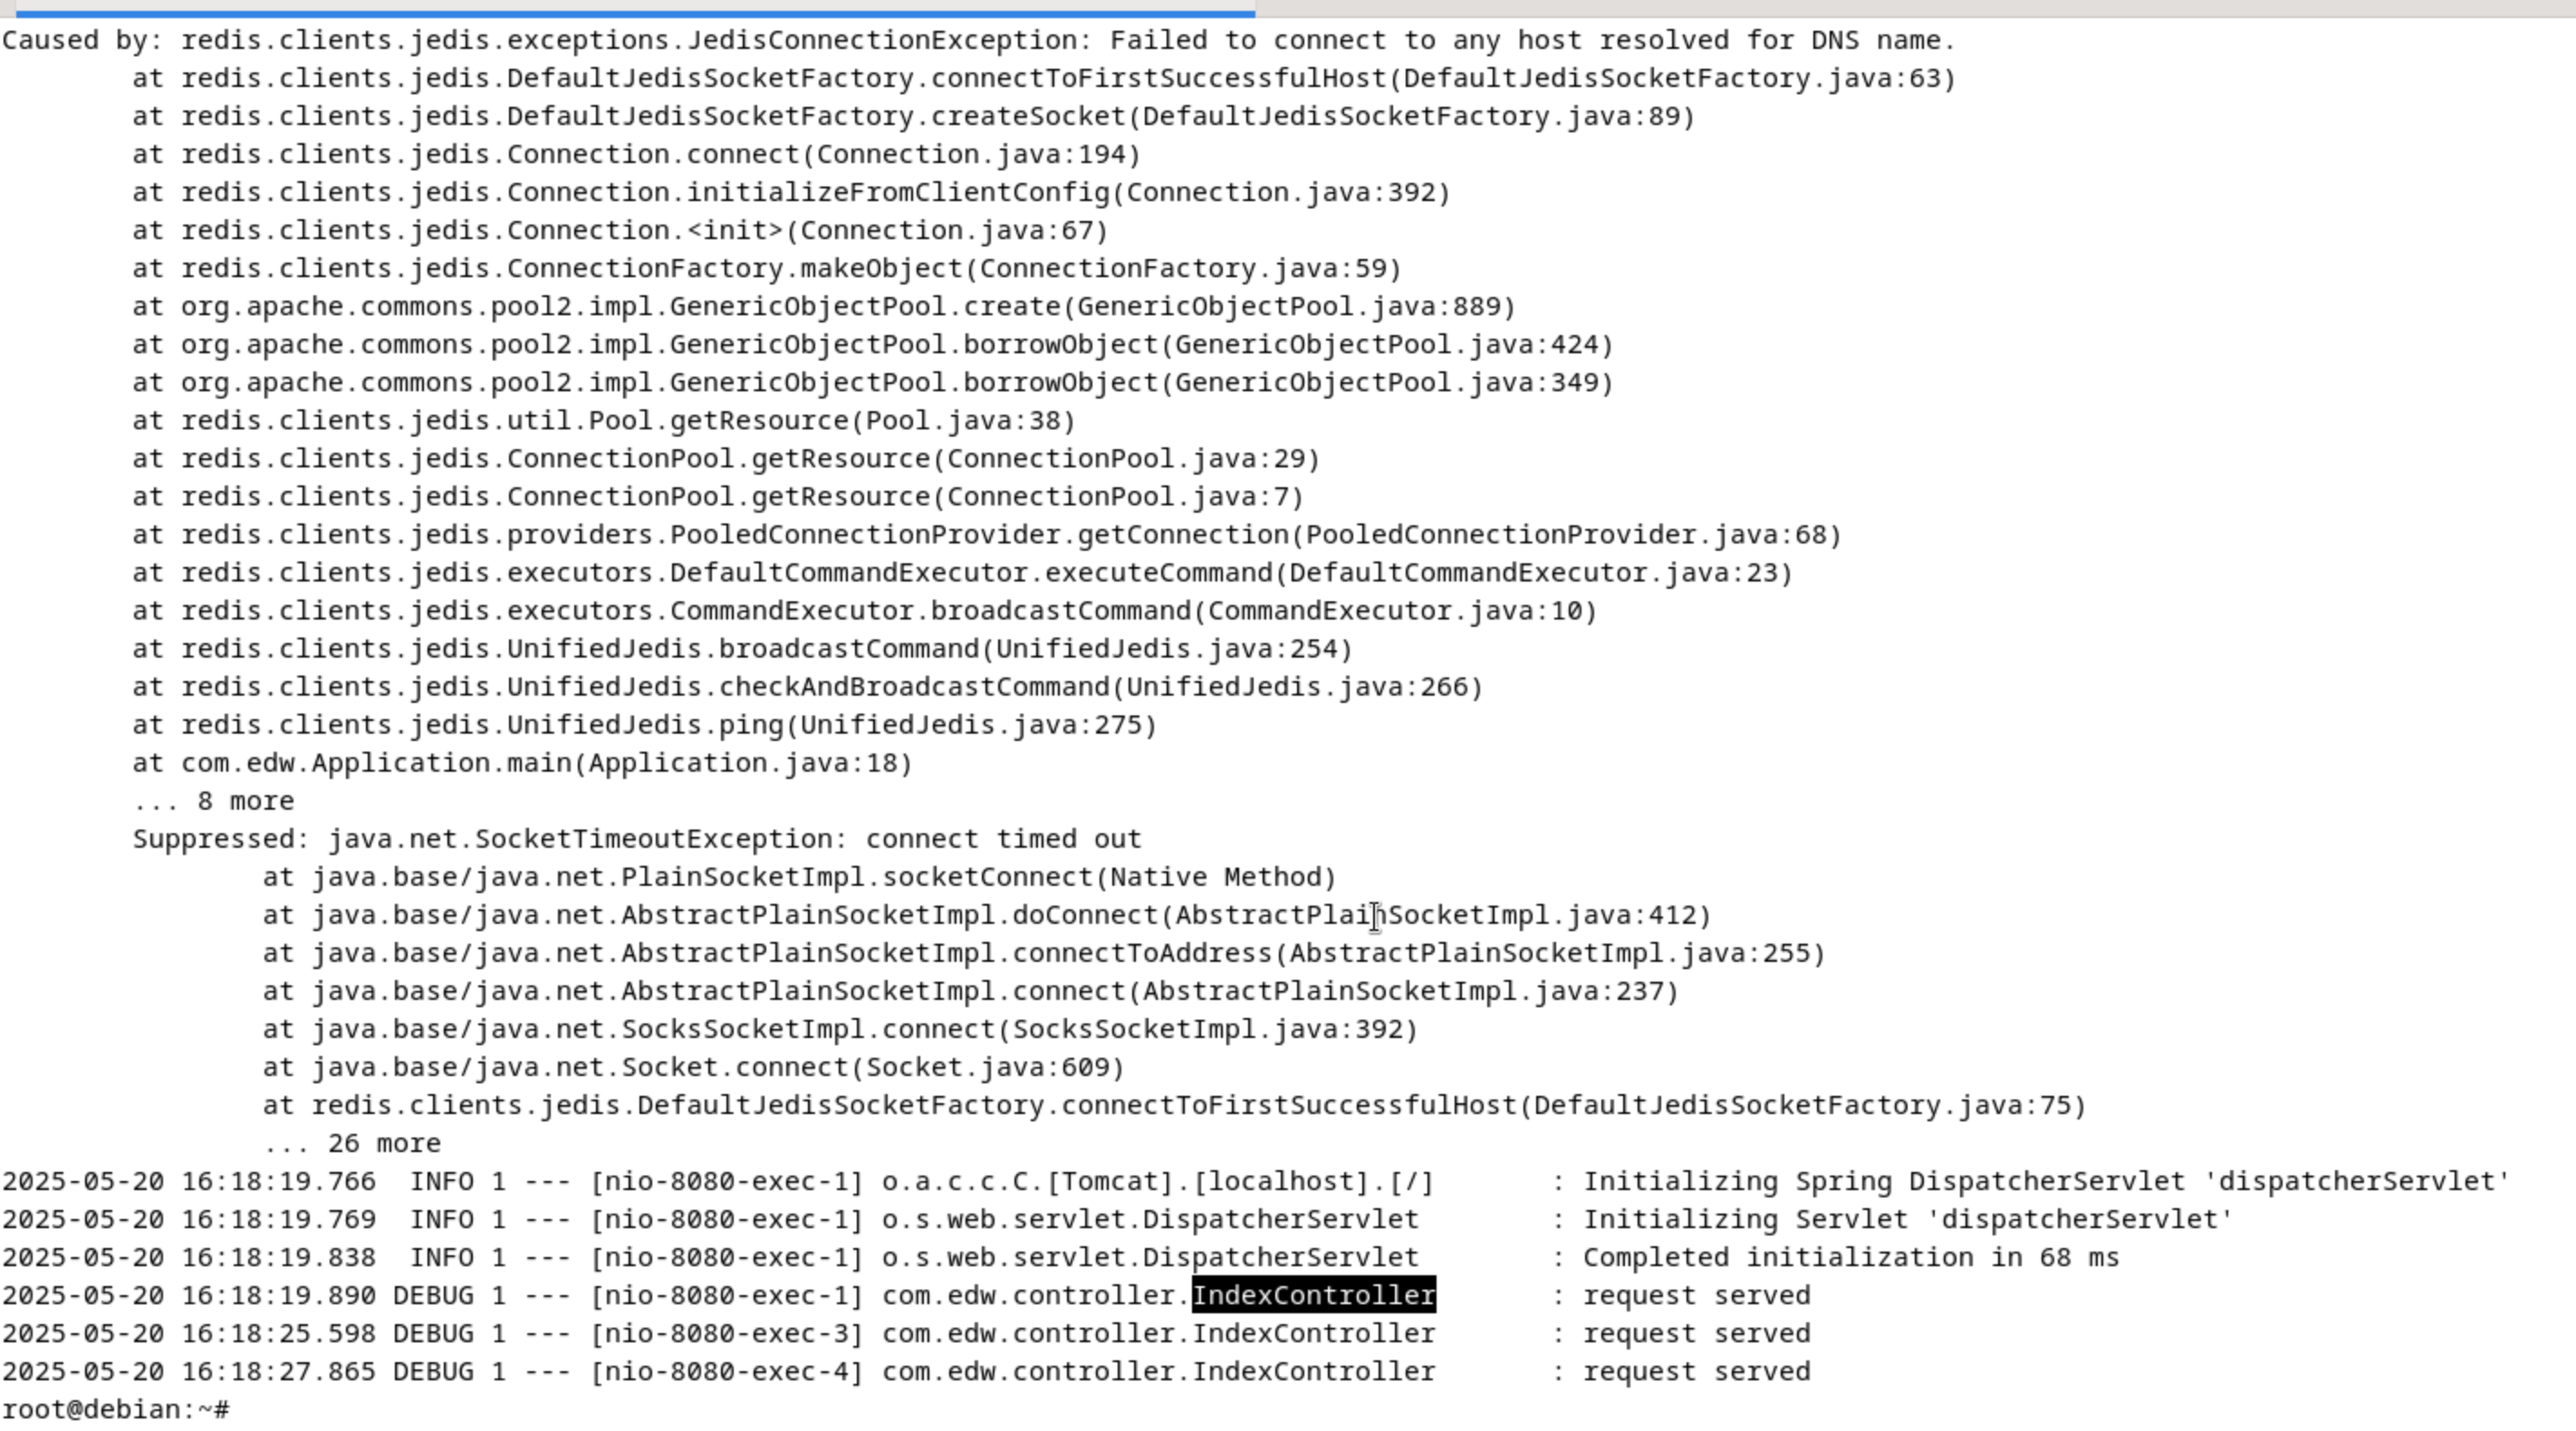 Caused by: redis.clients.jedis.exceptions.JedisConnectionException: Failed to connect to any host resolved for DNS name.
at redis.clients.jedis.DefaultJedisSocketFactory.connectToFirstSuccessfulHost(DefaultJedisSocketFactory.java:63)
at redis.clients.jedis.DefaultJedisSocketFactory.createSocket(DefaultJedisSocketFactory.java:89)
at redis.clients.jedis.Connection.connect(Connection.java:194)
at redis.clients.jedis.Connection.initializeFromClientConfig(Connection.java:392)
at redis.clients.jedis.Connection.<init>(Connection.java:67)
at redis.clients.jedis.ConnectionFactory.makeObject(ConnectionFactory.java:59)
at org.apache.commons.pool2.impl.GenericObjectPool.create(GenericObjectPool.java:889)
at org.apache.commons.pool2.impl.GenericObjectPool.borrowObject(GenericObjectPool.java:424)
at org.apache.commons.pool2.impl.GenericObjectPool.borrowObject(GenericObjectPool.java:349)
at redis.clients.jedis.util.Pool.getResource(Pool.java:38)
at redis.clients.jedis.ConnectionPool.getResource(ConnectionPool.java:29)
at redis.clients.jedis.ConnectionPool.getResource(ConnectionPool.java:7)
at redis.clients.jedis.providers.PooledConnectionProvider.getConnection(PooledConnectionProvider.java:68)
at redis.clients.jedis.executors.DefaultCommandExecutor.executeCommand(DefaultCommandExecutor.java:23)
at redis.clients.jedis.executors.CommandExecutor.broadcastCommand(CommandExecutor.java:10)
at redis.clients.jedis.UnifiedJedis.broadcastCommand(UnifiedJedis.java:254)
at redis.clients.jedis.UnifiedJedis.checkAndBroadcastCommand(UnifiedJedis.java:266)
at redis.clients.jedis.UnifiedJedis.ping(UnifiedJedis.java:275)
at com.edw.Application.main(Application.java:18)
... 8 more
Suppressed: java.net.SocketTimeoutException: connect timed out
at java.base/java.net.PlainSocketImpl.socketConnect(Native Method)
at java.base/java.net.AbstractPlainSocketImpl.doConnect(AbstractPlainSocketImpl.java:412)
at java.base/java.net.AbstractPlainSocketImpl.connectToAddress(AbstractPlainSocketImpl.java:255)
at java.base/java.net.AbstractPlainSocketImpl.connect(AbstractPlainSocketImpl.java:237)
at java.base/java.net.SocksSocketImpl.connect(SocksSocketImpl.java:392)
at java.base/java.net.Socket.connect(Socket.java:609)
at redis.clients.jedis.DefaultJedisSocketFactory.connectToFirstSuccessfulHost(DefaultJedisSocketFactory.java:75)
... 26 more
2025-05-20 16:18:19.766  INFO 1 --- [nio-8080-exec-1] o.a.c.c.C.[Tomcat].[localhost].[/]       : Initializing Spring DispatcherServlet 'dispatcherServlet'
2025-05-20 16:18:19.769  INFO 1 --- [nio-8080-exec-1] o.s.web.servlet.DispatcherServlet        : Initializing Servlet 'dispatcherServlet'
2025-05-20 16:18:19.838  INFO 1 --- [nio-8080-exec-1] o.s.web.servlet.DispatcherServlet        : Completed initialization in 68 ms
2025-05-20 16:18:19.890 DEBUG 1 --- [nio-8080-exec-1] com.edw.controller.IndexController       : request served
2025-05-20 16:18:25.598 DEBUG 1 --- [nio-8080-exec-3] com.edw.controller.IndexController       : request served
2025-05-20 16:18:27.865 DEBUG 1 --- [nio-8080-exec-4] com.edw.controller.IndexController       : request served
root@debian:~#